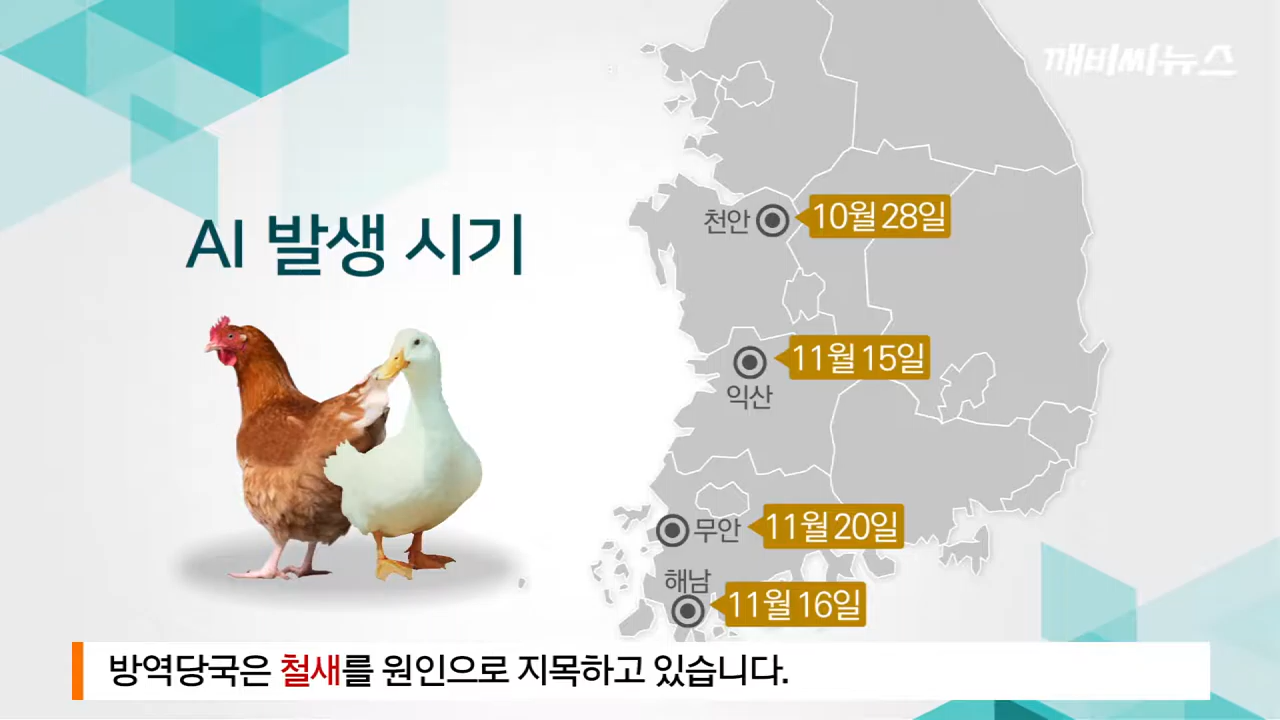 깨비씨뉴스
AI 발생 시기
천안
10월 28일
11월 15일
익산
무안
11월 20일
해남
11월 16일
방역당국은 철새를 원인으로 지목하고 있습니다.